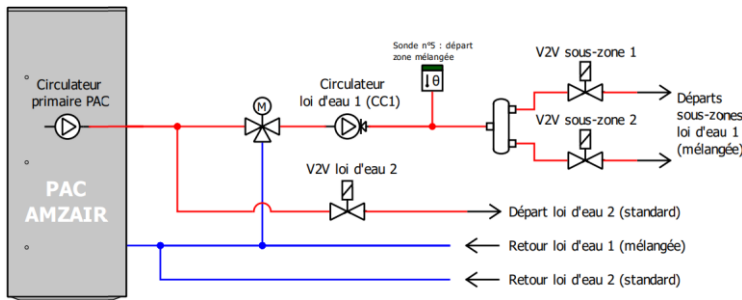 Sonde n°5 : départ
zone mélangée
V2V sous-zone 1
Circulateur
primaire PAC
M
Circulateur
loi d'eau 1 (CC1)
↓θ
Départs
sous-zones
loi d'eau 1
(mélangée)
V2V sous-zone 2
V2V loi d'eau 2
PAC
AMZAIR
Départ loi d'eau 2 (standard)
Retour loi d'eau 1 (mélangée)
Retour loi d'eau 2 (standard)